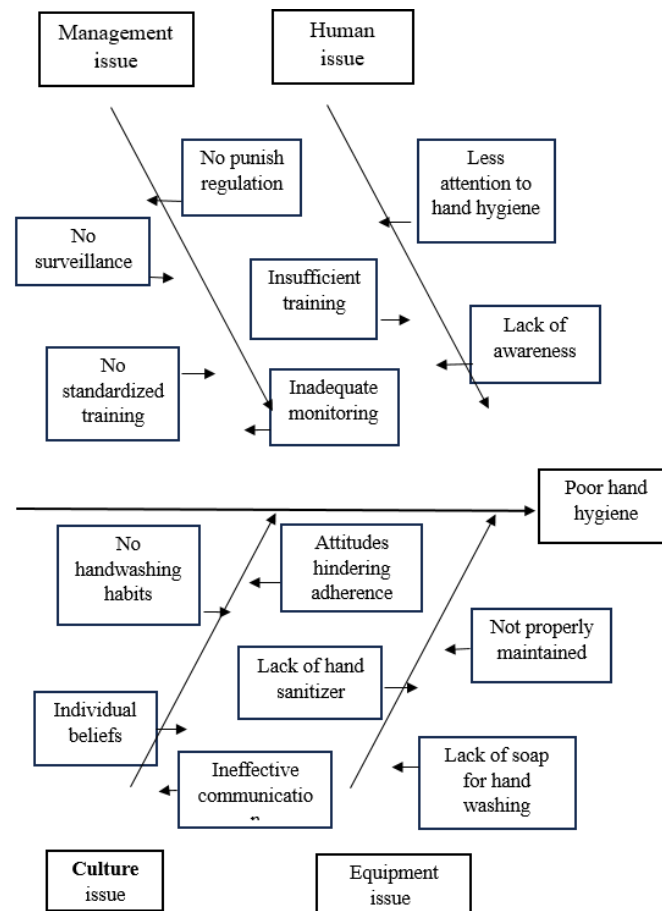 Management
issue
Human
issue
No punish
regulation
Less
attention to
hand hygiene
No
surveillance
Insufficient
training
Lack of
awareness
No
standardized
training
Inadequate
monitoring
Poor hand
hygiene
No
handwashing
habits
Attitudes
hindering
adherence
Not properly
maintained
Lack of hand
sanitizer
Individual
beliefs
Ineffective
communicatio
n
Lack of soap
for hand
washing
Culture
issue
Equipment
issue